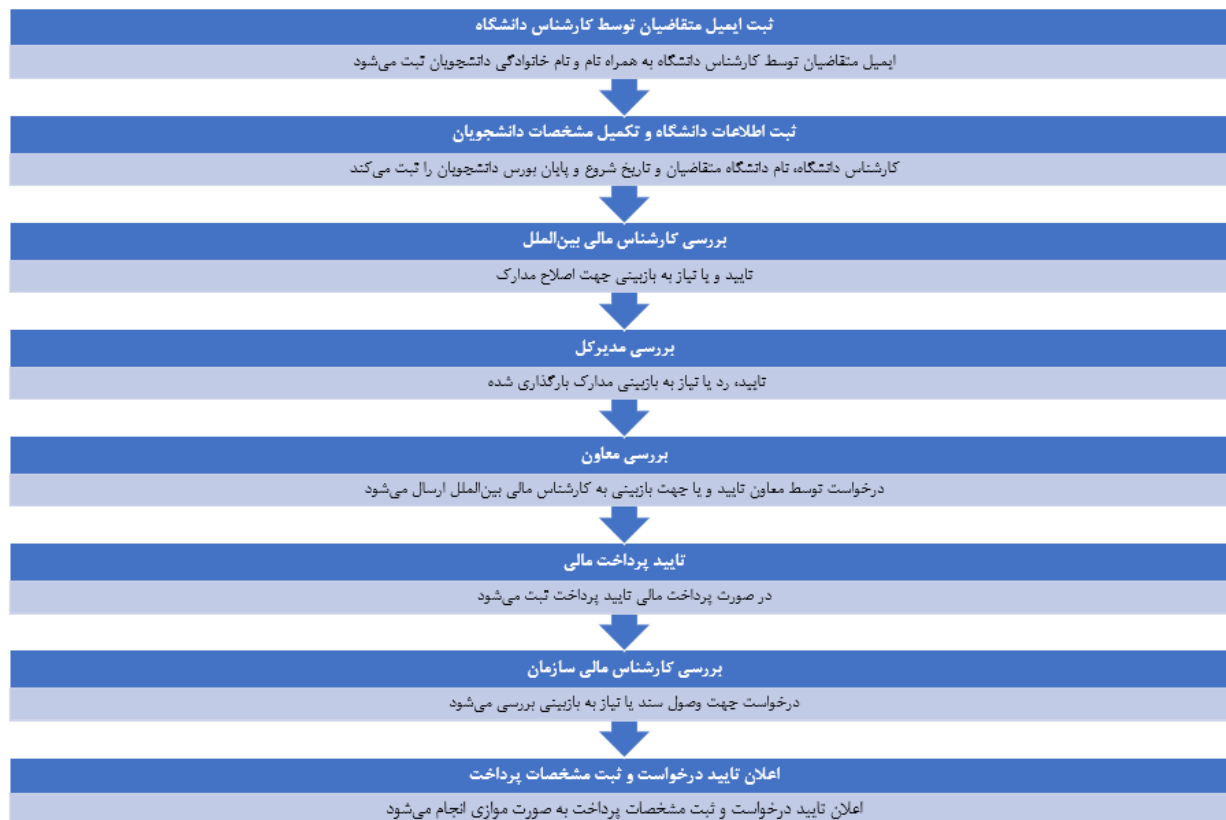 ثبت ایمیل متقاضیان توسط کارشناس دانشگاه
ایمیل متقاضیان توسط کارشناس دانشگاه به همراه نام و نام خانوادگی دانشجویان ثبت می‌شود
ثبت اطلاعات دانشگاه و تکمیل مشخصات دانشجویان
کارشناس دانشگاه، نام دانشگاه متقاضیان و تاریخ شروع و پایان بورس دانشجویان را ثبت می‌کند
بررسی کارشناس مالی بین‌الملل
تایید و یا نیاز به بازبینی جهت اصلاح مدارک
بررسی مدیرکل
تایید، رد یا نیاز به بازبینی مدارک بارگذاری شده
بررسی معاون
درخواست توسط معاون تایید و یا جهت بازبینی به کارشناس مالی بین‌الملل ارسال می‌شود
تایید پرداخت مالی
در صورت پرداخت مالی تایید پرداخت ثبت می‌شود
بررسی کارشناس مالی سازمان
درخواست جهت وصول سند یا نیاز به بازبینی بررسی می‌شود
اعلان تایید درخواست و ثبت مشخصات پرداخت
اعلان تایید درخواست و ثبت مشخصات پرداخت به صورت موازی انجام می‌شود